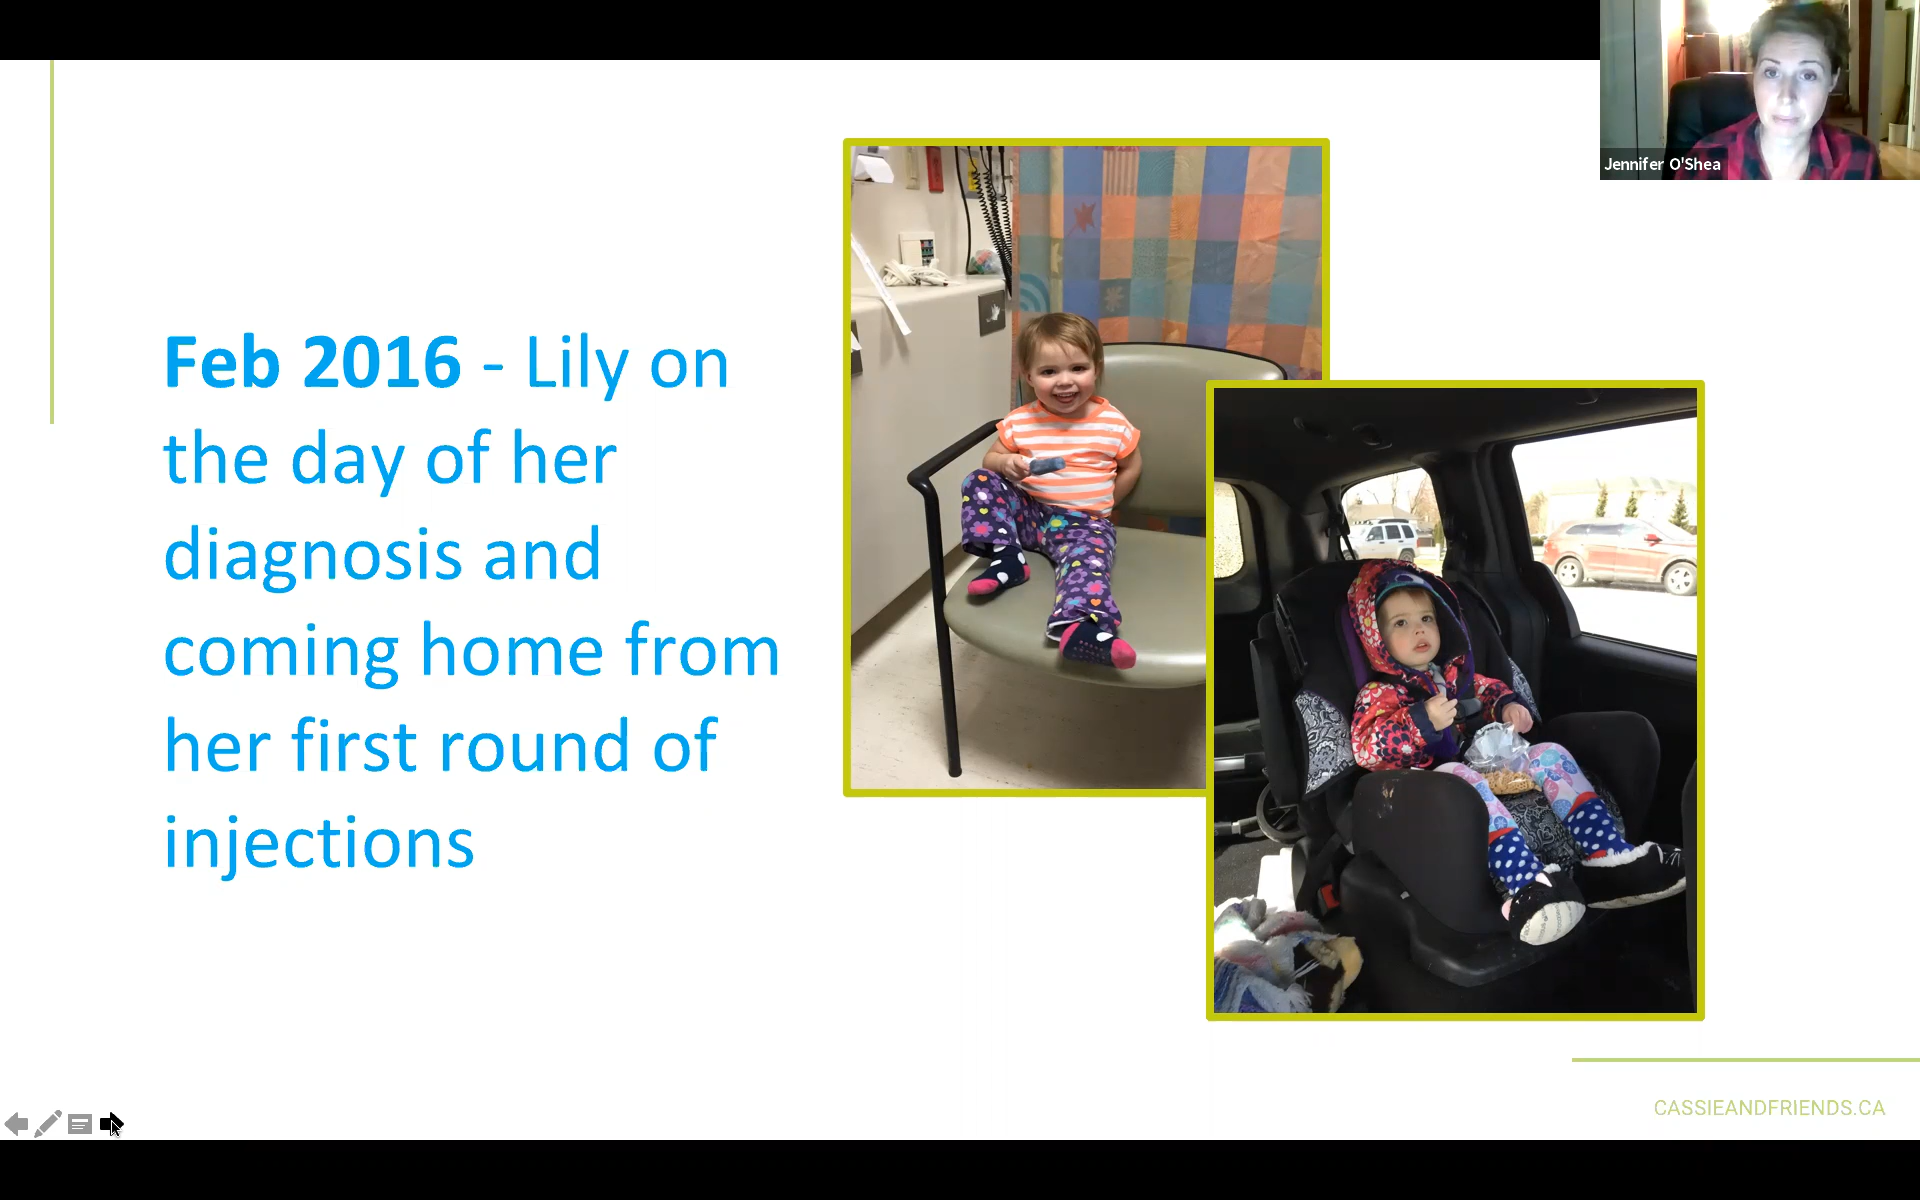 Jennifer O'Shea
Feb 2016 - Lily on
the day of her
diagnosis and
coming home from
her first round of
injections
CASSIEANDFRIENDS.CA